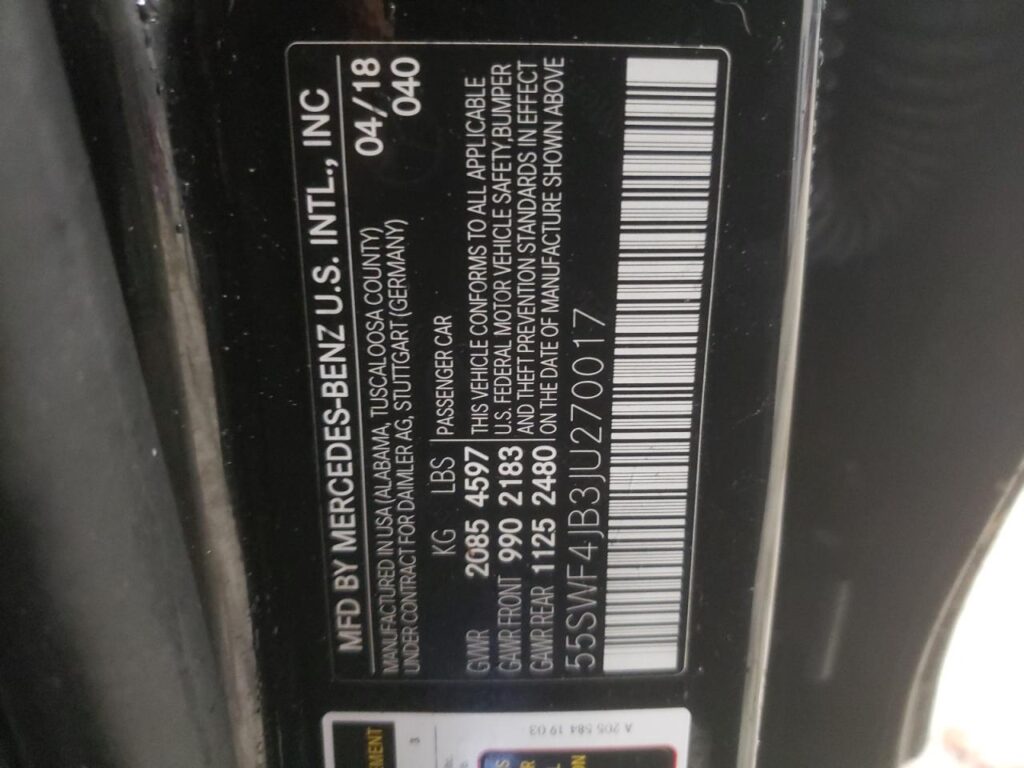 MFD BY MERCEDES-BENZ U.S. INTL., INC
MANUFACTURED IN USA (ALABAMA, TUSCALOOSA COUNTY) 04/18
UNDER CONTRACT FOR DAIMLER AG, STUTTGART (GERMANY) 040
KG LBS PASSENGER CAR
GVWR 2085 4597 THIS VEHICLE CONFORMS TO ALL APPLICABLE
GAWR FRONT 990 2183 U.S. FEDERAL MOTOR VEHICLE SAFETY,BUMPER
GAWR REAR 1125 2480 AND THEFT PREVENTION STANDARDS IN EFFECT
ON THE DATE OF MANUFACTURE SHOWN ABOVE
55SWF4JB3JU270017
A 205 584 19 03
EMENT
3